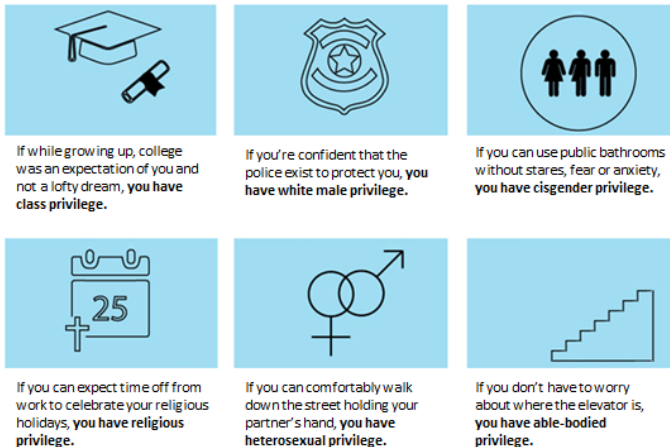 If while growing up, college
was an expectation of you and
not a lofty dream, you have
class privilege.
If you're confident that the
police exist to protect you, you
have white male privilege.
If you can use public bathrooms
without stares, fear or anxiety,
you have cisgender privilege.
25
If you can expect time off from
work to celebrate your religious
holidays, you have religious
privilege.
If you can comfortably walk
down the street holding your
partner's hand, you have
heterosexual privilege.
If you don't have to worry
about where the elevator is,
you have able-bodied
privilege.